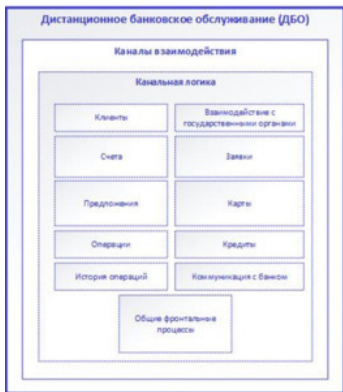 Дистанционное банковское обслуживание (ДБО)
Каналы взаимодействия
Канальная логика
Клиенты
Взаимодействие с
государственными органами
Счета
Заявки
Предложения
Карты
Операции
Кредиты
История операций
Коммуникация с банком
Общие фронтальные
процессы